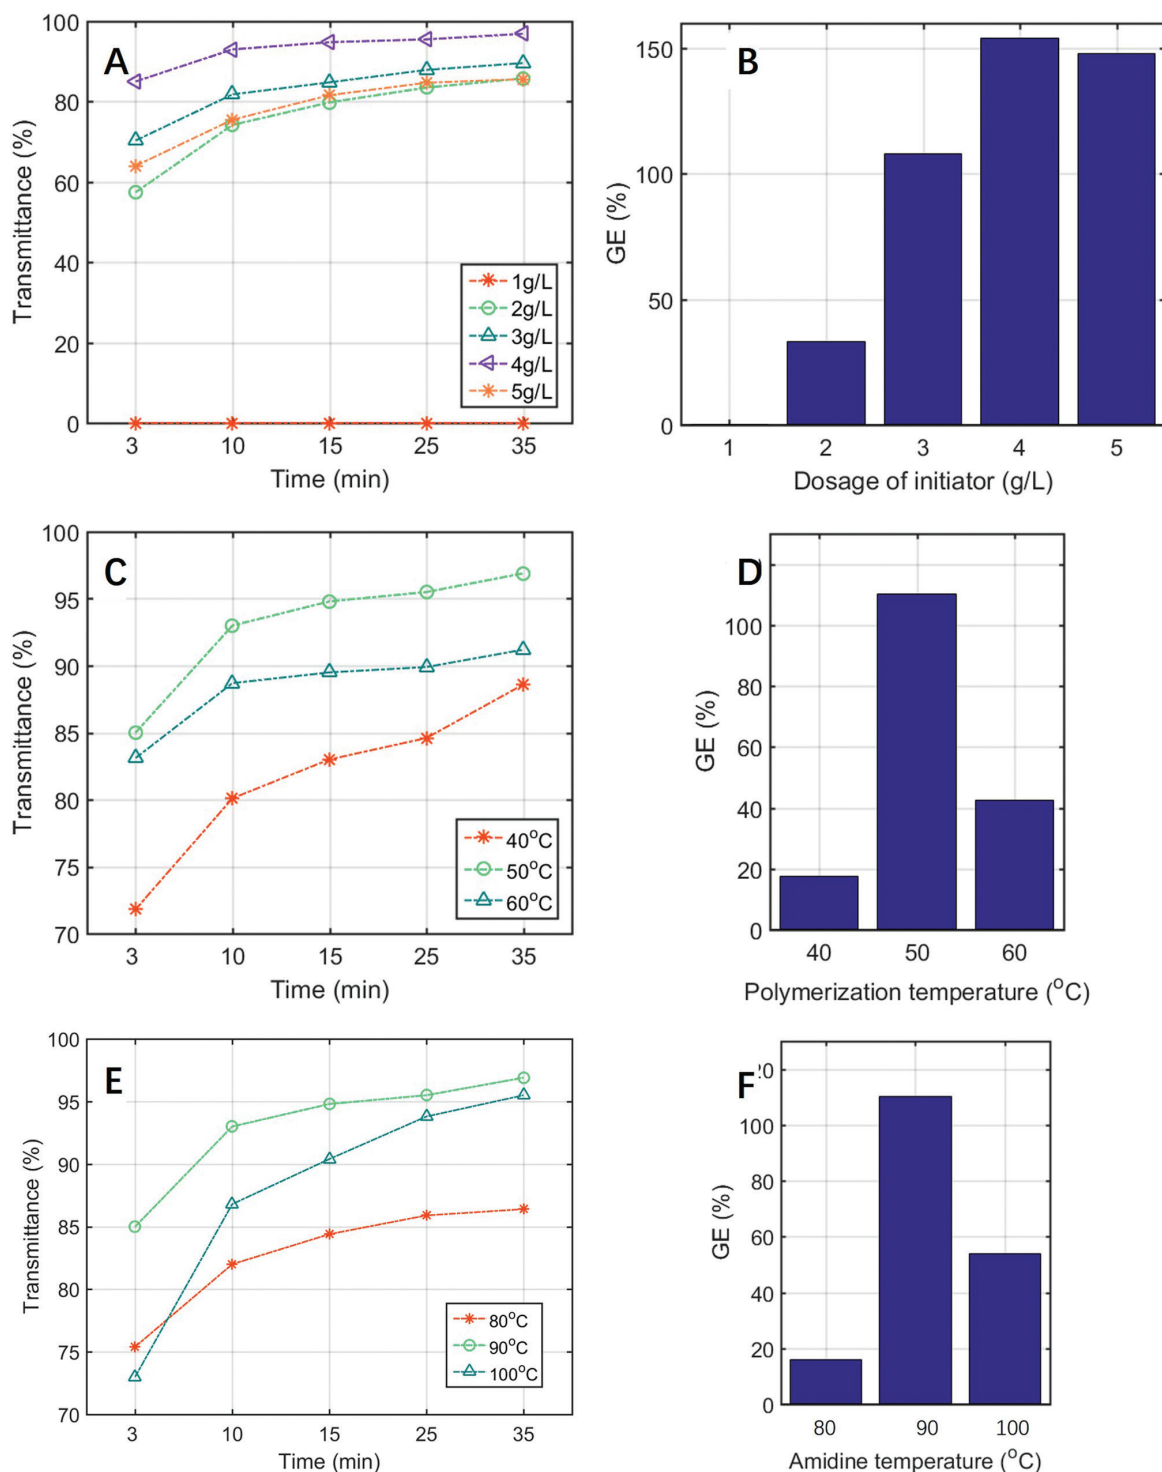 A
Transmittance (%)
100
80
60
40
20
0
1g/L
2g/L
3g/L
4g/L
5g/L
3 10 15 25 35
Time (min)
B
GE (%)
150
100
50
0
1 2 3 4 5
Dosage of initiator (g/L)
C
Transmittance (%)
100
95
90
85
80
75
70
40°C
50°C
60°C
3 10 15 25 35
Time (min)
D
GE (%)
100
80
60
40
20
0
40 50 60
Polymerization temperature (°C)
E
Transmittance (%)
100
95
90
85
80
75
70
80°C
90°C
100°C
3 10 15 25 35
Time (min)
F
GE (%)
20
100
80
60
40
20
0
80 90 100
Amidine temperature (°C)